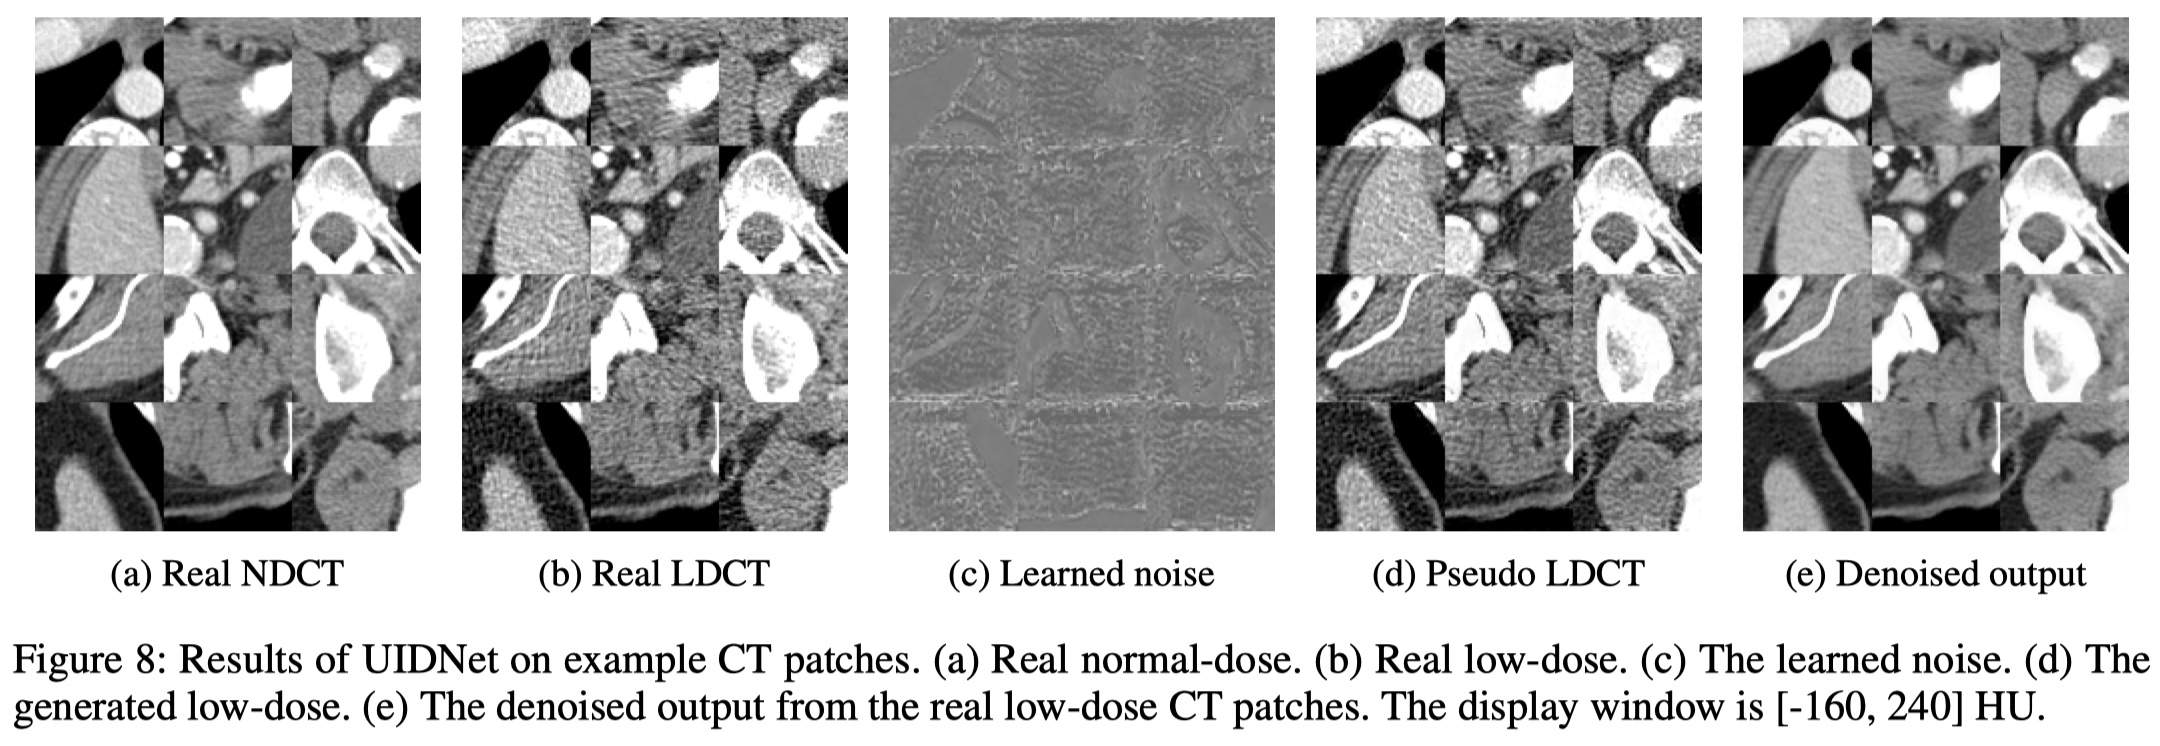 (a) Real NDCT
(b) Real LDCT
(c) Learned noise
(d) Pseudo LDCT
(e) Denoised output
Figure 8: Results of UIDNet on example CT patches. (a) Real normal-dose. (b) Real low-dose. (c) The learned noise. (d) The
generated low-dose. (e) The denoised output from the real low-dose CT patches. The display window is [-160, 240] HU.